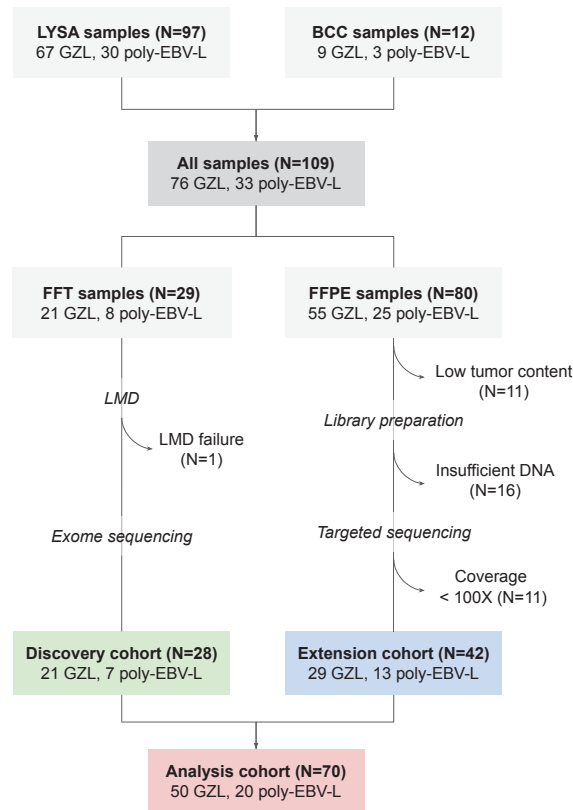 LYSA samples (N=97)
67 GZL, 30 poly-EBV-L
BCC samples (N=12)
9 GZL, 3 poly-EBV-L
All samples (N=109)
76 GZL, 33 poly-EBV-L
FFT samples (N=29)
21 GZL, 8 poly-EBV-L
FFPE samples (N=80)
55 GZL, 25 poly-EBV-L
Low tumor content
(N=11)
LMD
Library preparation
LMD failure
(N=1)
Insufficient DNA
(N=16)
Exome sequencing
Targeted sequencing
Coverage
< 100X (N=11)
Discovery cohort (N=28)
21 GZL, 7 poly-EBV-L
Extension cohort (N=42)
29 GZL, 13 poly-EBV-L
Analysis cohort (N=70)
50 GZL, 20 poly-EBV-L